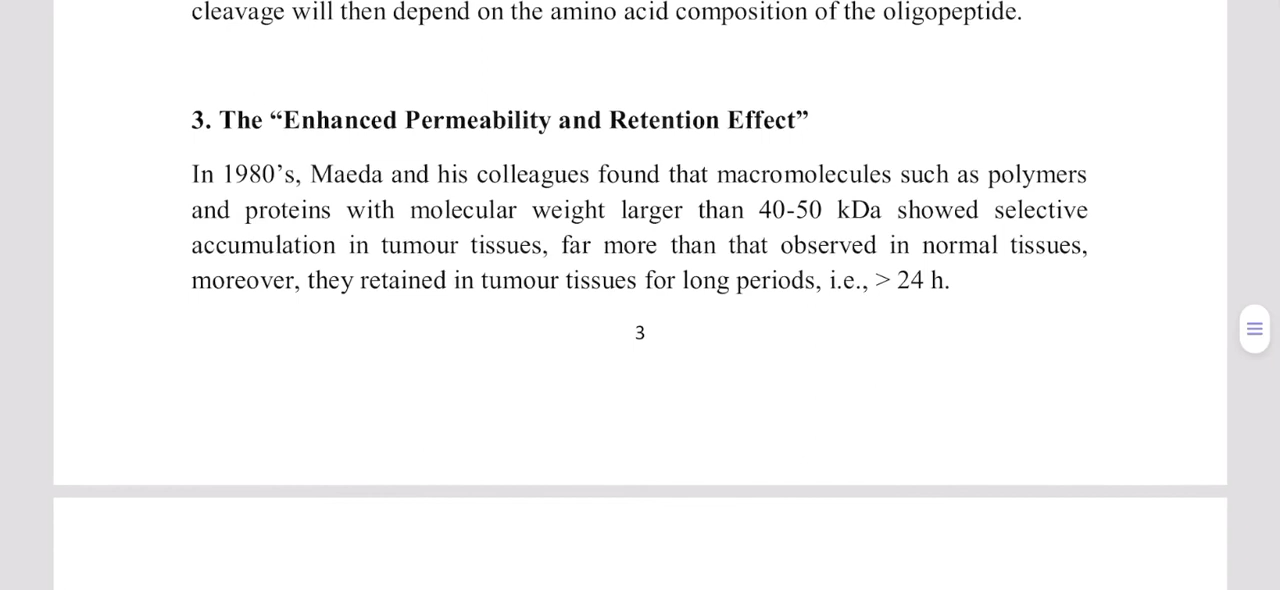 cleavage will then depend on the amino acid composition of the oligopeptide.
3. The “Enhanced Permeability and Retention Effect”
In 1980’s, Maeda and his colleagues found that macromolecules such as polymers
and proteins with molecular weight larger than 40-50 kDa showed selective
accumulation in tumour tissues, far more than that observed in normal tissues,
moreover, they retained in tumour tissues for long periods, i.e., > 24 h.
3